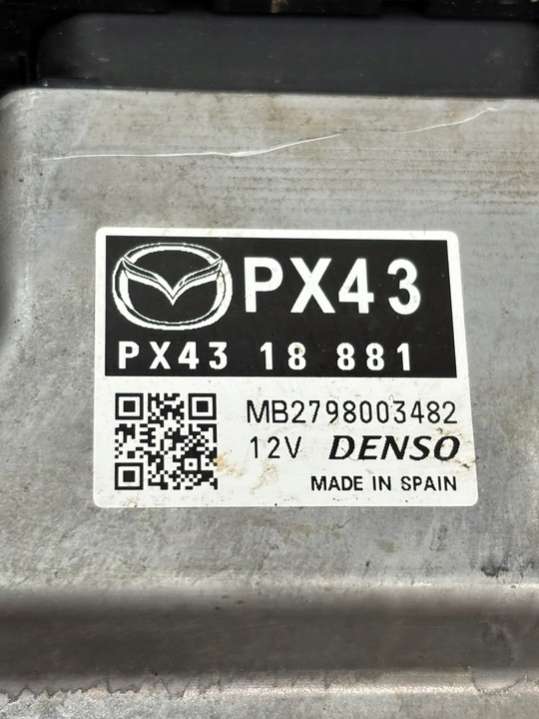 PX43
PX43 18 881
MB2798003482
12V DENSO
MADE IN SPAIN